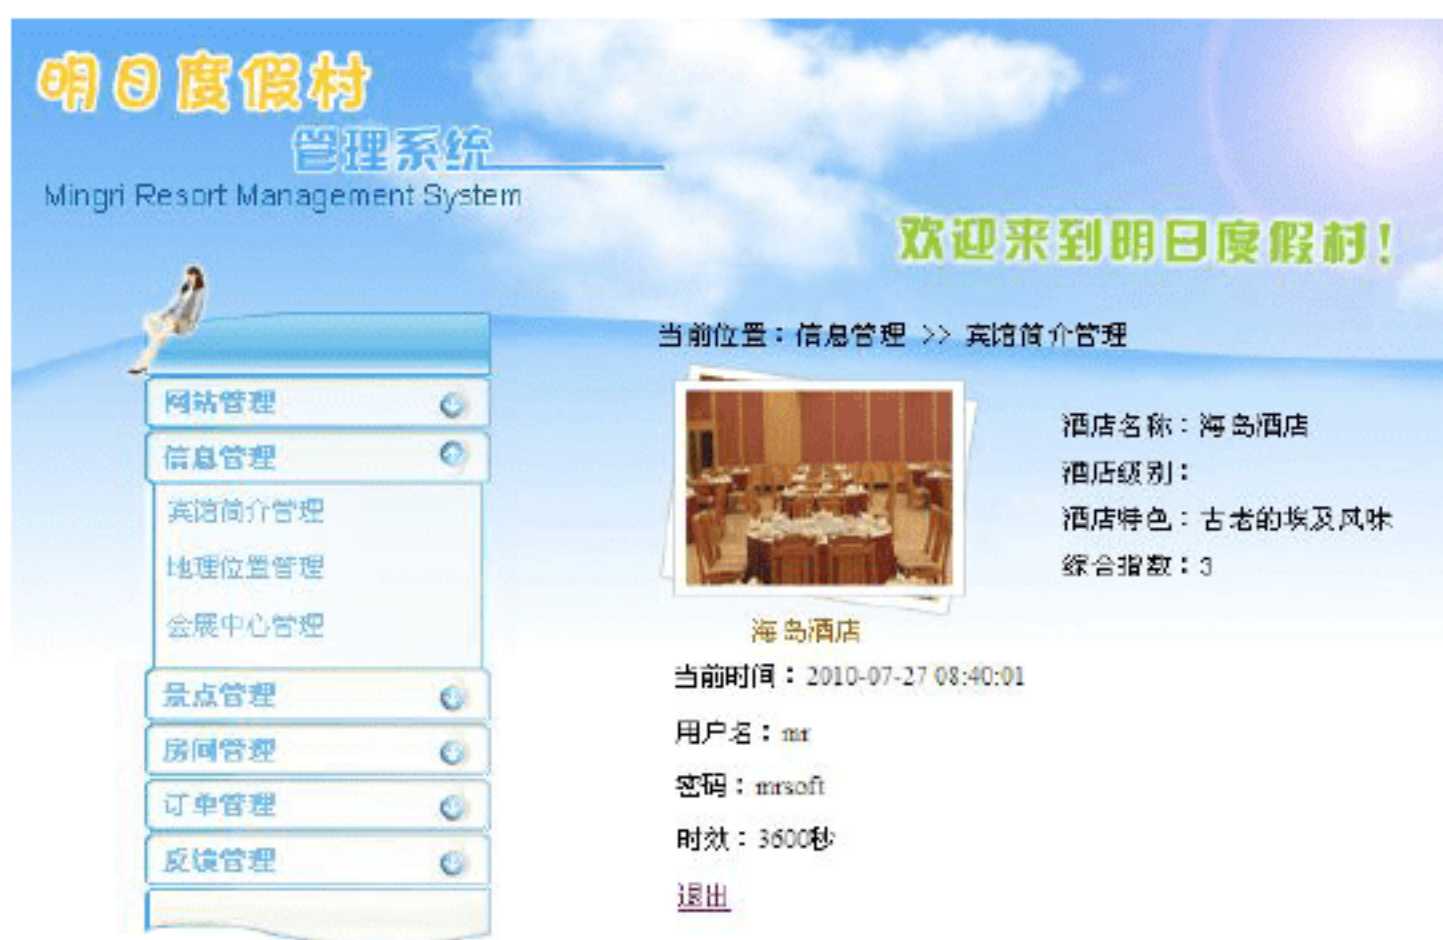 明日度假村
管理系统
Mingri Resort Management System
欢迎来到明日度假村!
当前位置:信息管理 >> 宾馆简介管理
网站管理
信息管理
宾馆简介管理
地理位置管理
会展中心管理
景点管理
房间管理
订单管理
反馈管理
酒店名称:海岛酒店
酒店级别:
酒店特色:古老的埃及风味
综合指数:3
海岛酒店
当前时间:2010-07-27 08:40:01
用户名:mr
密码:mrsoft
时效:3600秒
退出